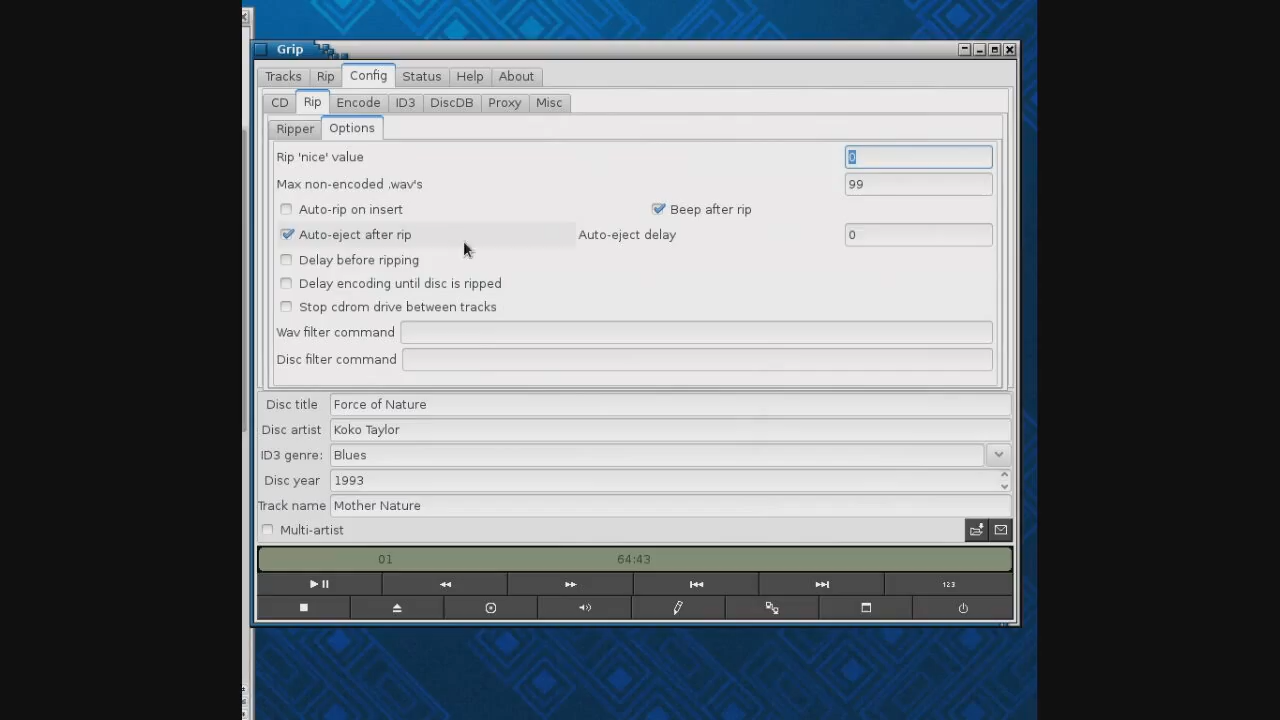 Grip
Tracks Rip Config Status Help About
CD Rip Encode ID3 DiscDB Proxy Misc
Ripper Options
Rip 'nice' value 0
Max non-encoded .wav's 99
Auto-rip on insert Beep after rip
Auto-eject after rip Auto-eject delay 0
Delay before ripping
Delay encoding until disc is ripped
Stop cdrom drive between tracks
Wav filter command
Disc filter command
Disc title Force of Nature
Disc artist Koko Taylor
ID3 genre: Blues
Disc year 1993
Track name Mother Nature
Multi-artist
01 64:43
123